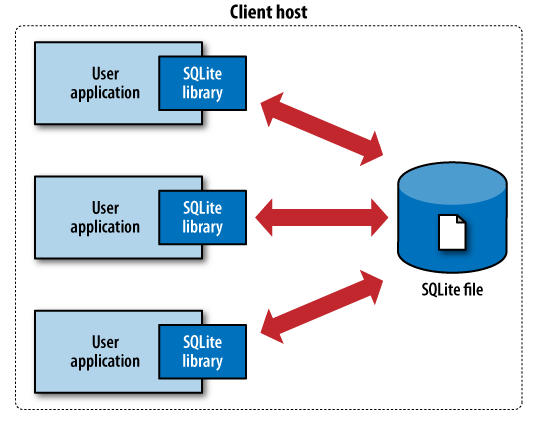 Client host
User
application
SQLite
library
User
application
SQLite
library
SQLite file
User
application
SQLite
library